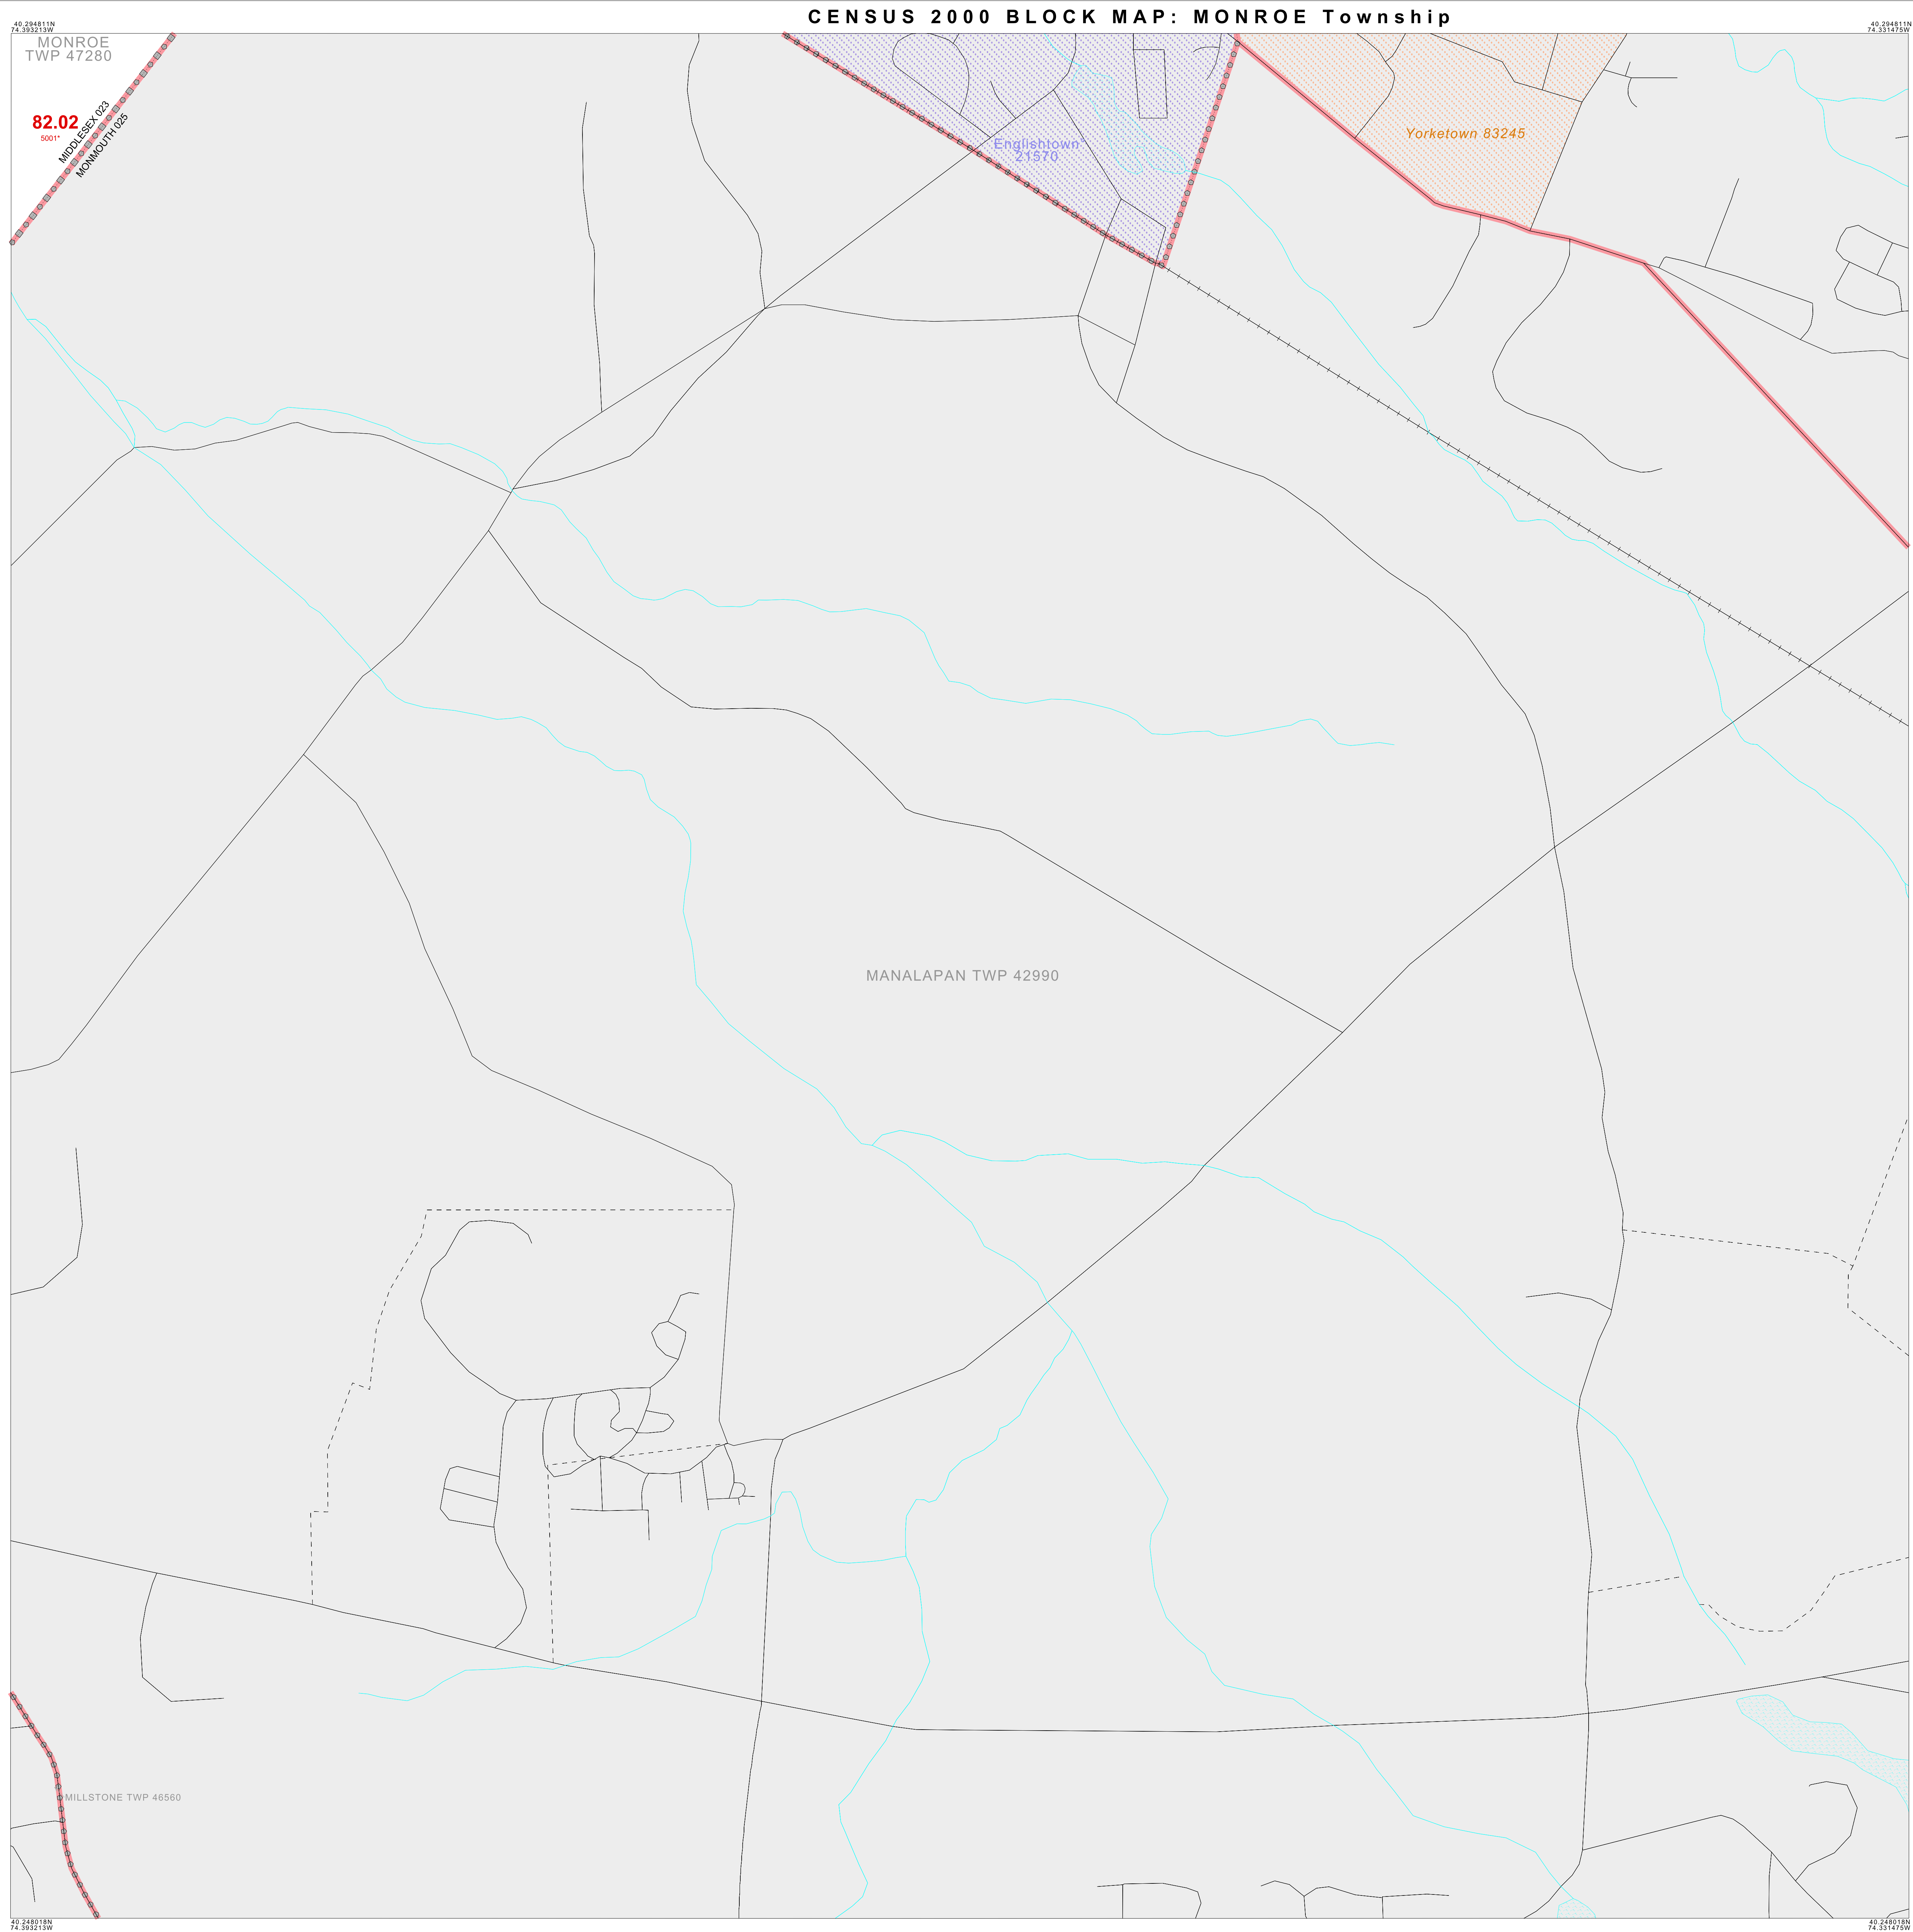 CENSUS 2000 BLOCK MAP: MONROE Township
40.294811N
74.393213W
40.294811N
74.331475W
MONROE
TWP 47280
82.02
5001*
MIDDLESEX 023
MONMOUTH 025
Englishtown
21570
Yorketown 83245
MANALAPAN TWP 42990
MILLSTONE TWP 46560
40.248018N
74.393213W
40.248018N
74.331475W